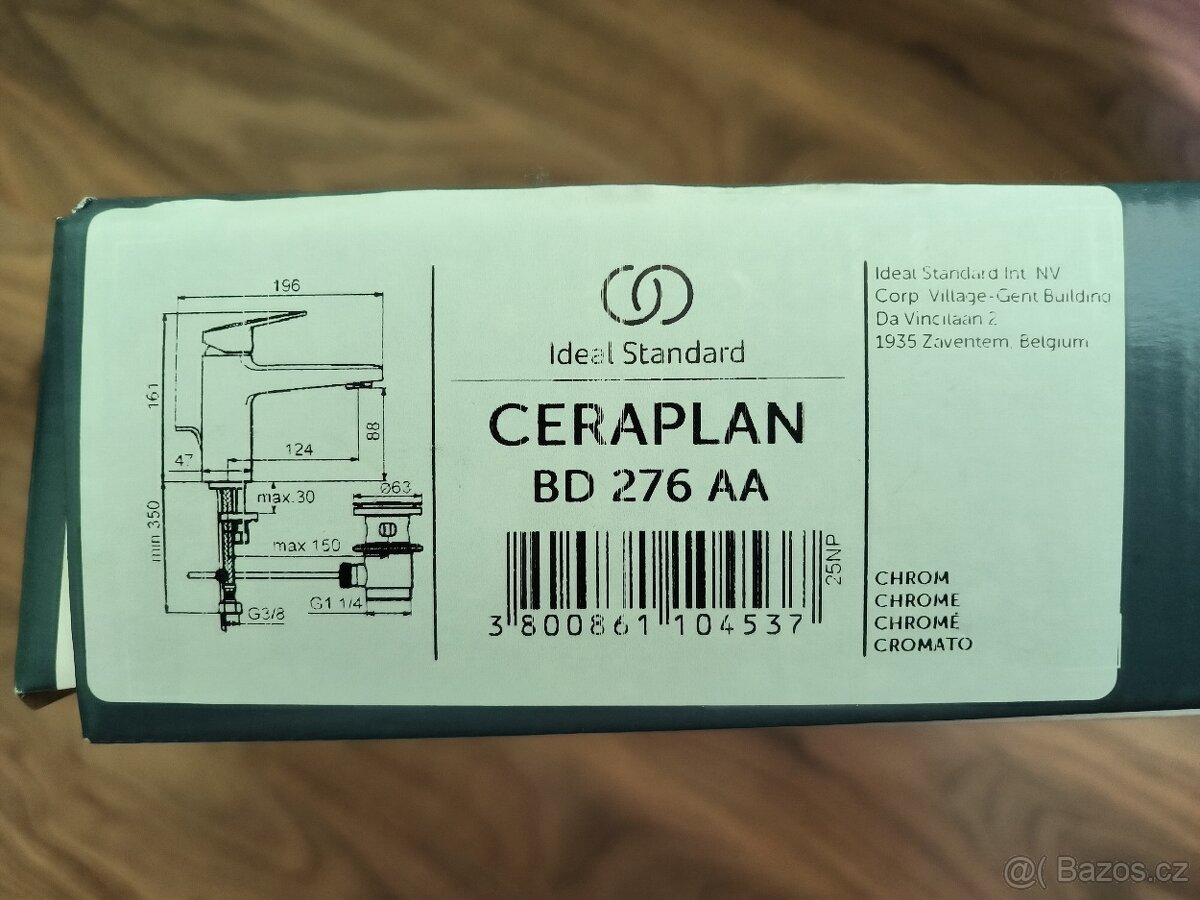 196
161
88
124
47
Ø63
max.30
min 350
max 150
G1 1/4
G3/8
Ideal Standard
CERAPLAN
BD 276 AA
25NP
3 800861 104537
Ideal Standard Int. NV
Corp. Village-Gent Building
Da Vincilaan 2
1935 Zaventem, Belgium
CHROM
CHROME
CHROMÉ
CROMATO
@( Bazos.cz